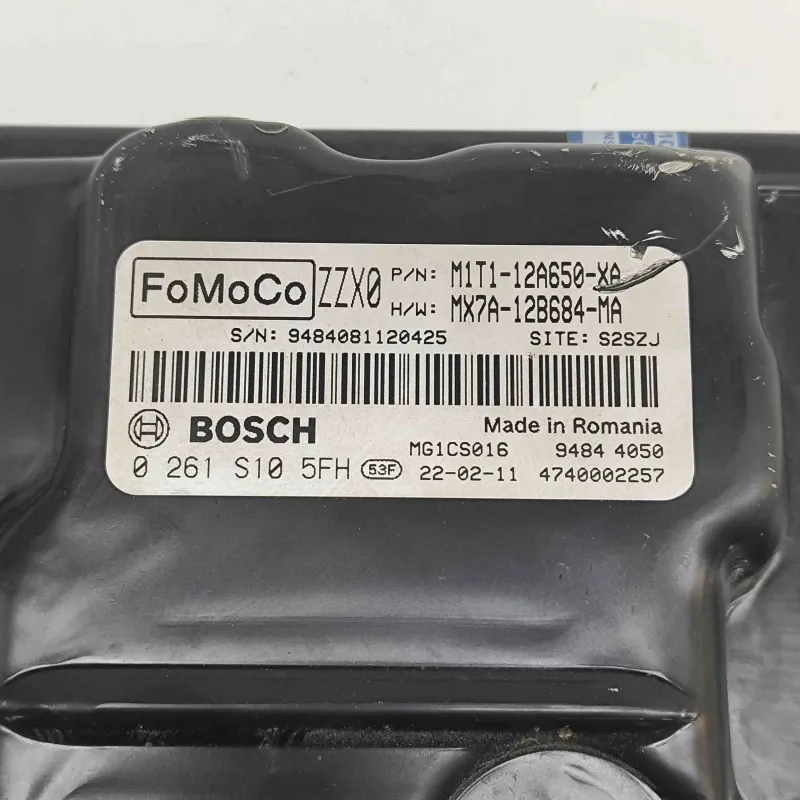 FoMoCo ZZX0 P/N: M1T1-12A650-XA
H/W: MX7A-12B684-MA
S/N: 9484081120425 SITE: S2SZJ
BOSCH Made in Romania
MG1CS016 9484 4050
0 261 S10 5FH 53F 22-02-11 4740002257